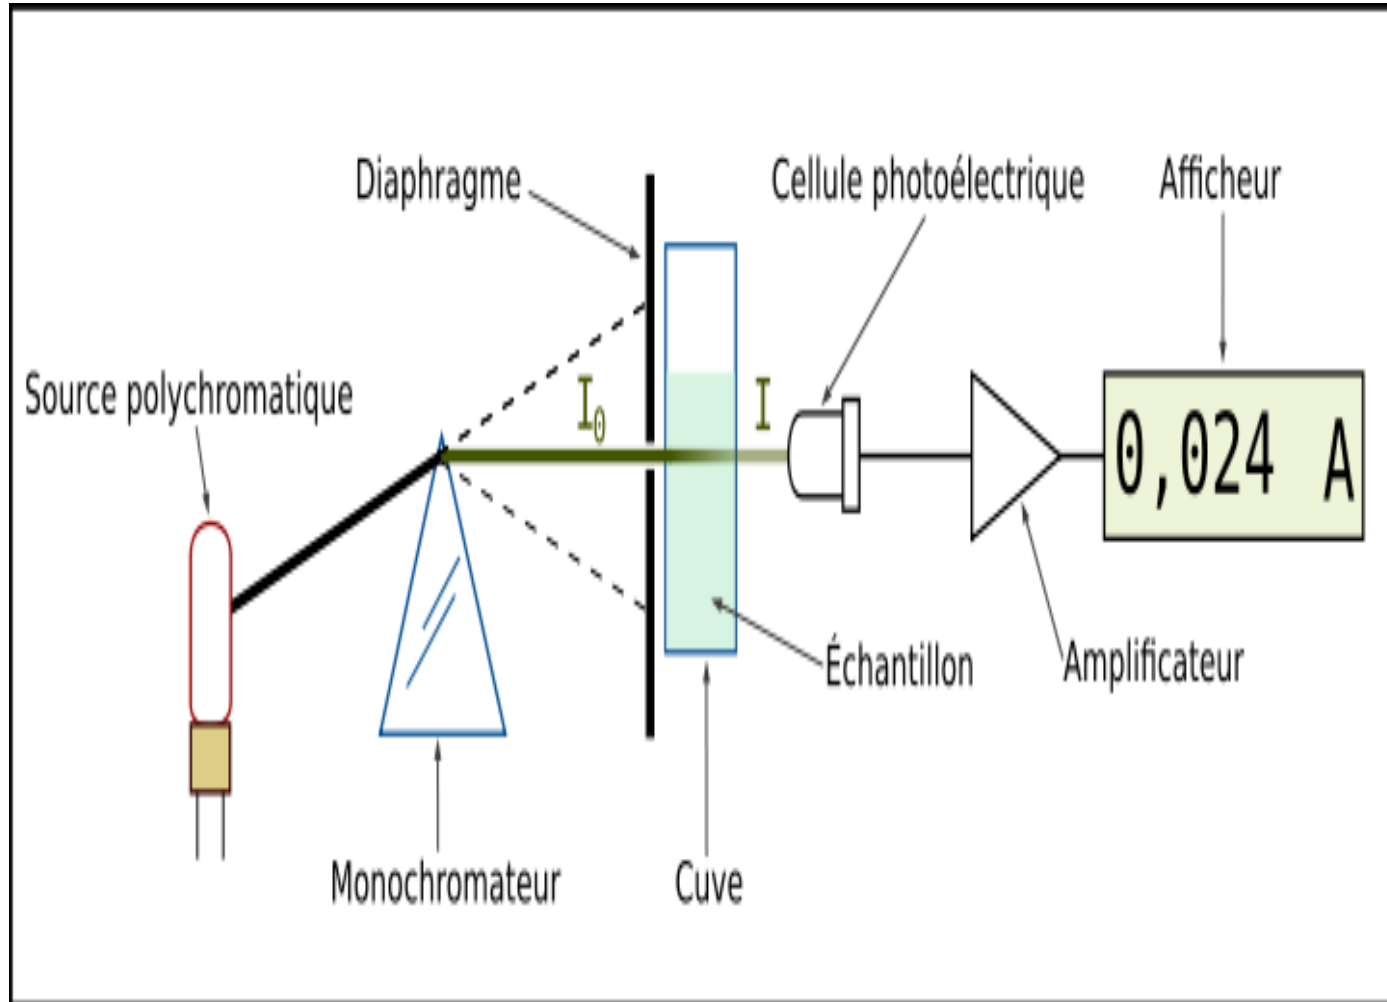 Diaphragme
Cellule photoélectrique
Afficheur
Source polychromatique
I₀
I
0,024 A
Échantillon
Amplificateur
Monochromateur
Cuve